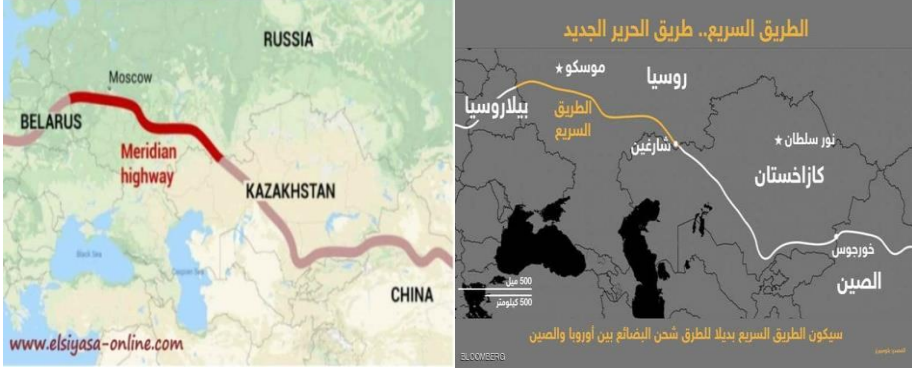 RUSSIA
Moscow
BELARUS
Meridian
highway
KAZAKHSTAN
Black Sea
Caspian Sea
CHINA
www.elsiyasa-online.com
الطريق السريع.. طريق الحرير الجديد
موسكو
روسيا
بيلاروسيا
الطريق
السريع
شارغين
نور سلطان
كازاخستان
خورجوس
الصين
500 ميل
500 كيلومتر
سيكون الطريق السريع بديلا للطرق شحن البضائع بين أوروبا والصين
BLOOMBERG